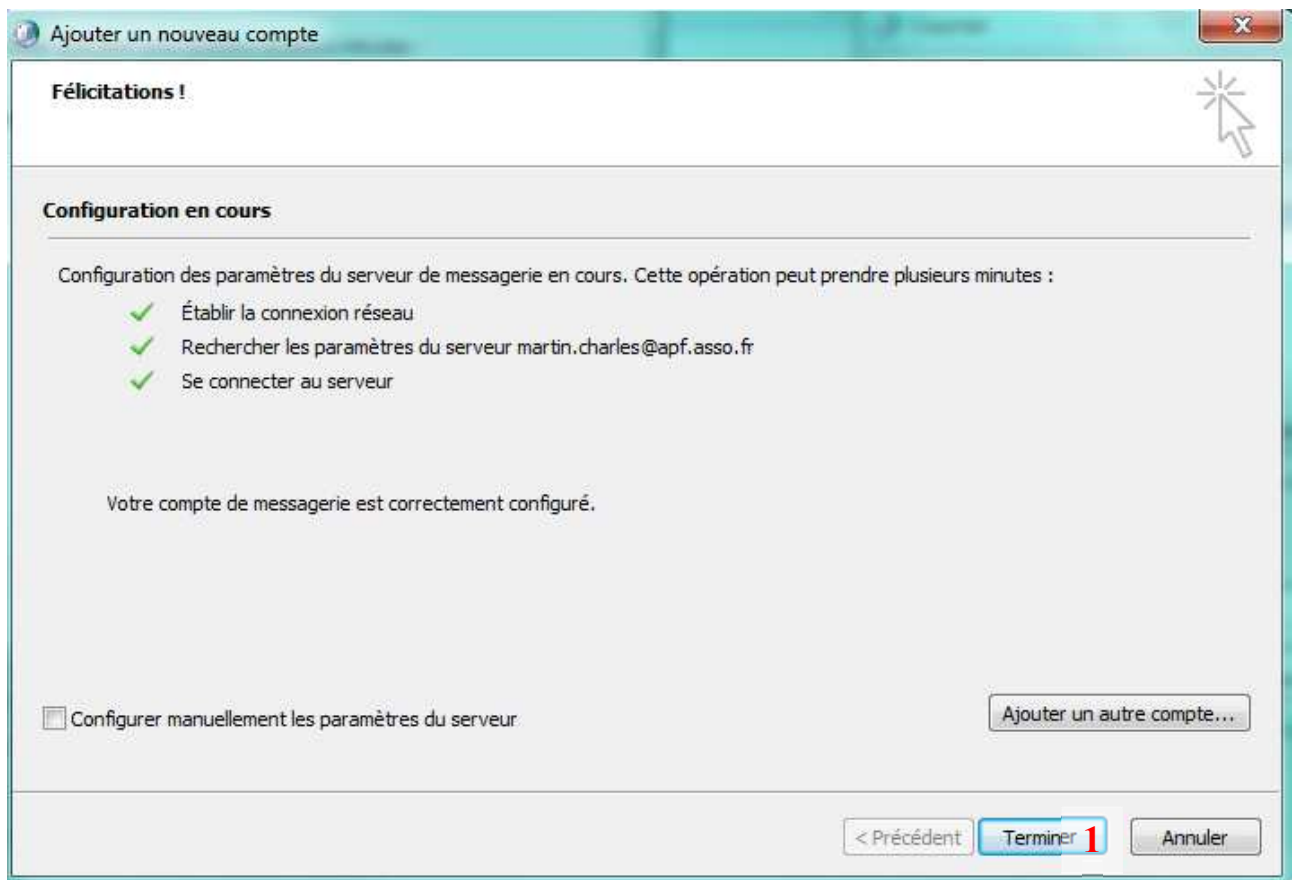 Ajouter un nouveau compte
X
Félicitations !
Configuration en cours
Configuration des paramètres du serveur de messagerie en cours. Cette opération peut prendre plusieurs minutes :
Établir la connexion réseau
Rechercher les paramètres du serveur martin.charles@apf.asso.fr
Se connecter au serveur
Votre compte de messagerie est correctement configuré.
Configurer manuellement les paramètres du serveur
Ajouter un autre compte...
< Précédent Terminer 1 Annuler